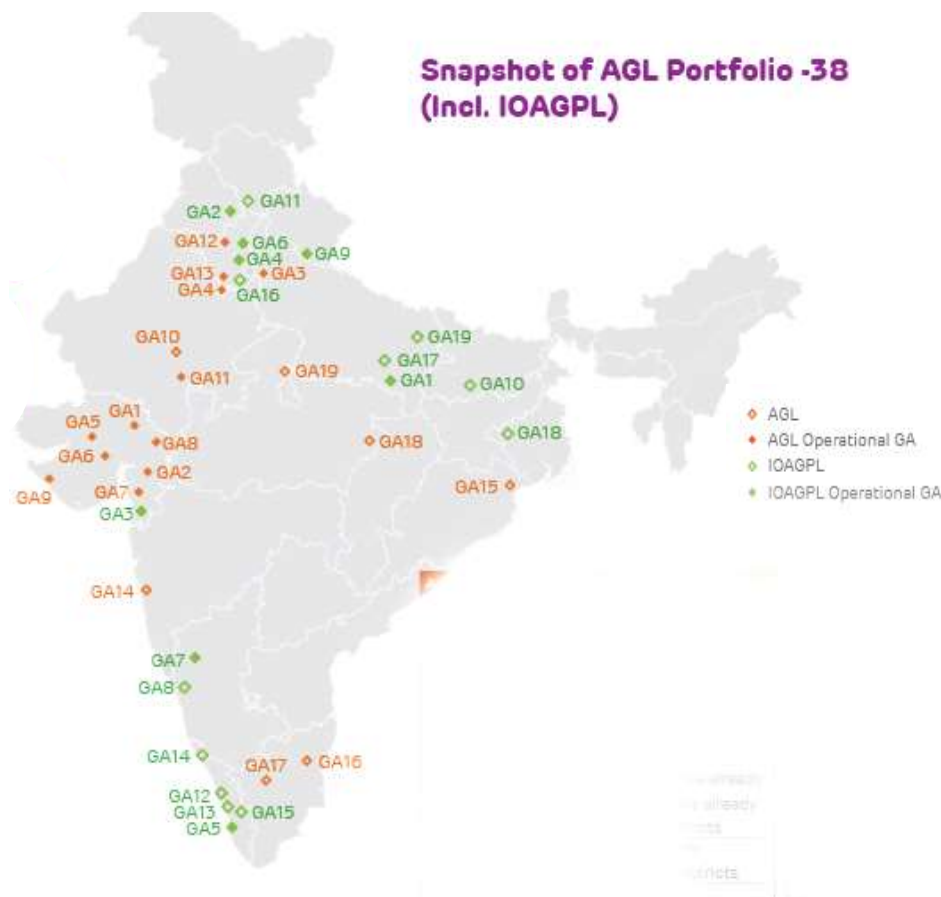 Snapshot of AGL Portfolio -38
(Incl. IOAGPL)
GA11
GA2
GA12
GA6
GA9
GA4
GA13
GA3
GA4
GA16
GA10
GA19
GA17
GA19
GA11
GA1
GA10
GA1
GA5
GA8
GA18
GA18
GA6
GA2
GA9
GA7
GA15
GA3
GA14
GA7
GA8
GA14
GA17
GA16
GA12
GA13
GA15
GA5
AGL
AGL Operational GA
IOAGPL
IOAGPL Operational GA
already